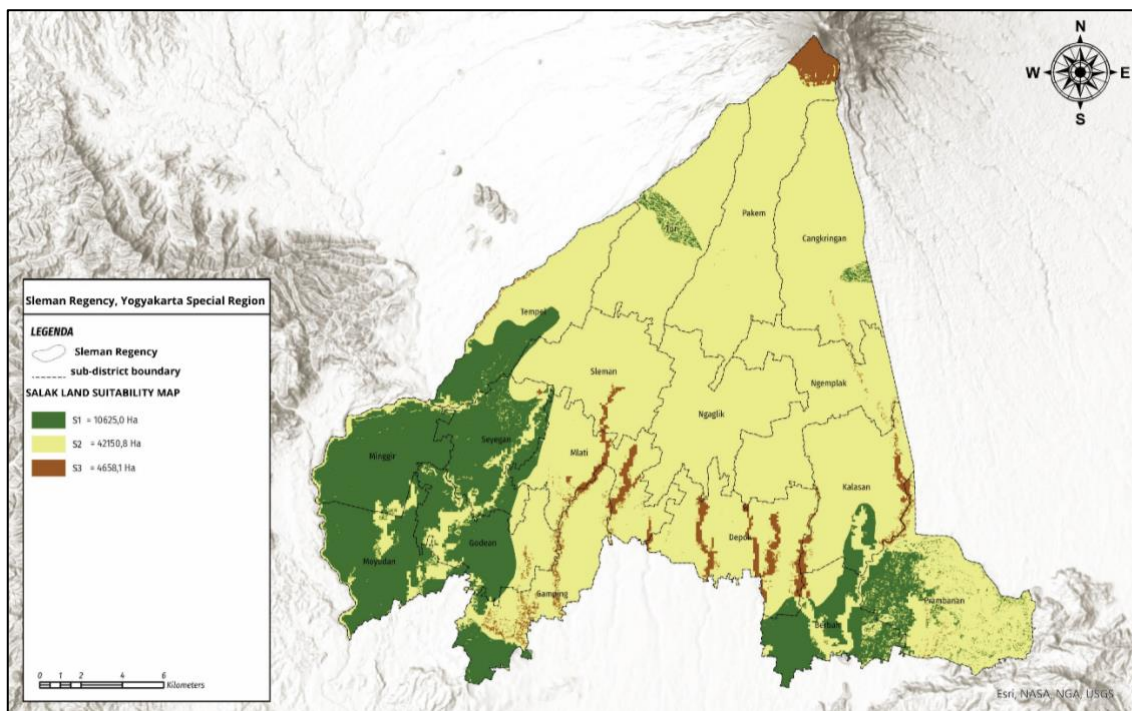 N
W E
S
Pakem
Turi
Cangkringan
Sleman Regency, Yogyakarta Special Region
LEGENDA
Sleman Regency
sub-district boundary
SALAK LAND SUITABILITY MAP
S1 = 10625,0 Ha
S2 = 42150,8 Ha
S3 = 4658,1 Ha
Tempel
Sleman
Ngemplak
Ngaglik
Seyegan
Minggir
Mlati
Kalasan
Depok
Godean
Moyudan
Gamping
Prambanan
Berbah
0 1 2 4 6
Kilometers
Esri, NASA, NGA, USGS